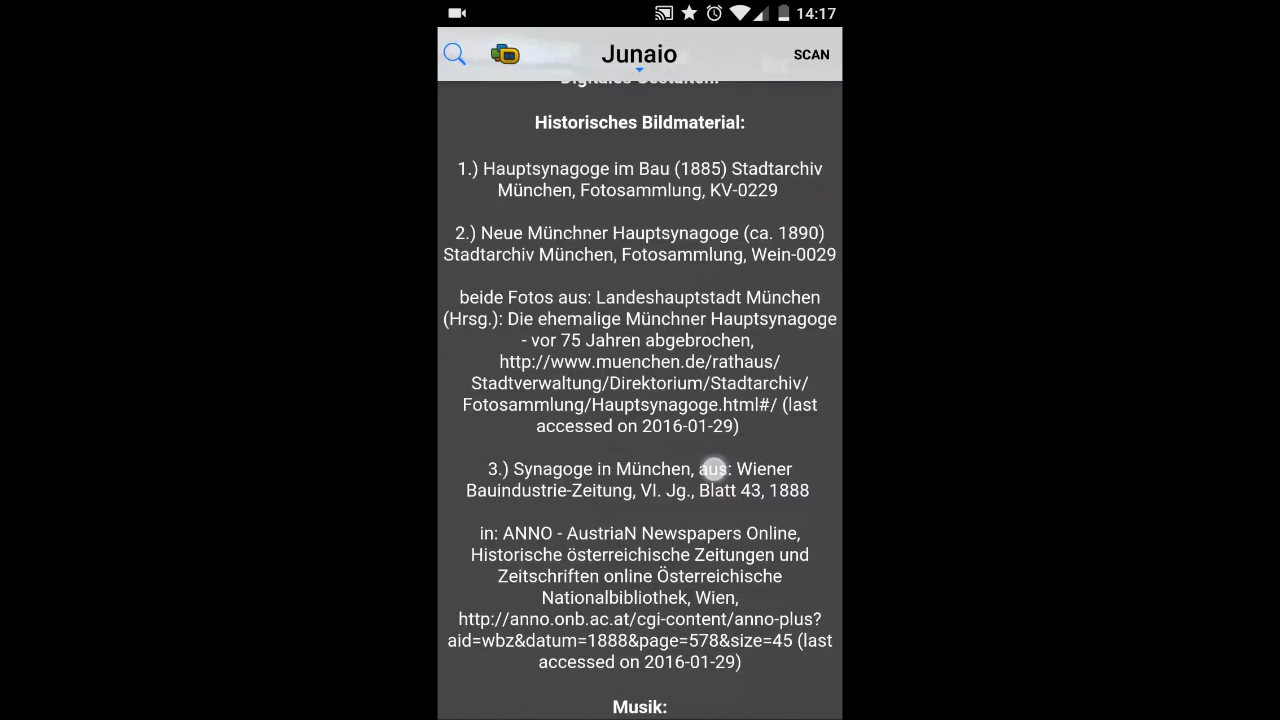 14:17
Junaio
SCAN
Digitales Gestalten:
Historisches Bildmaterial:
1.) Hauptsynagoge im Bau (1885) Stadtarchiv
München, Fotosammlung, KV-0229
2.) Neue Münchner Hauptsynagoge (ca. 1890)
Stadtarchiv München, Fotosammlung, Wein-0029
beide Fotos aus: Landeshauptstadt München
(Hrsg.): Die ehemalige Münchner Hauptsynagoge
- vor 75 Jahren abgebrochen,
http://www.muenchen.de/rathaus/
Stadtverwaltung/Direktorium/Stadtarchiv/
Fotosammlung/Hauptsynagoge.html#/ (last
accessed on 2016-01-29)
3.) Synagoge in München, aus: Wiener
Bauindustrie-Zeitung, VI. Jg., Blatt 43, 1888
in: ANNO - AustriaN Newspapers Online,
Historische österreichische Zeitungen und
Zeitschriften online Österreichische
Nationalbibliothek, Wien,
http://anno.onb.ac.at/cgi-content/anno-plus?
aid=wbz&datum=1888&page=578&size=45 (last
accessed on 2016-01-29)
Musik: